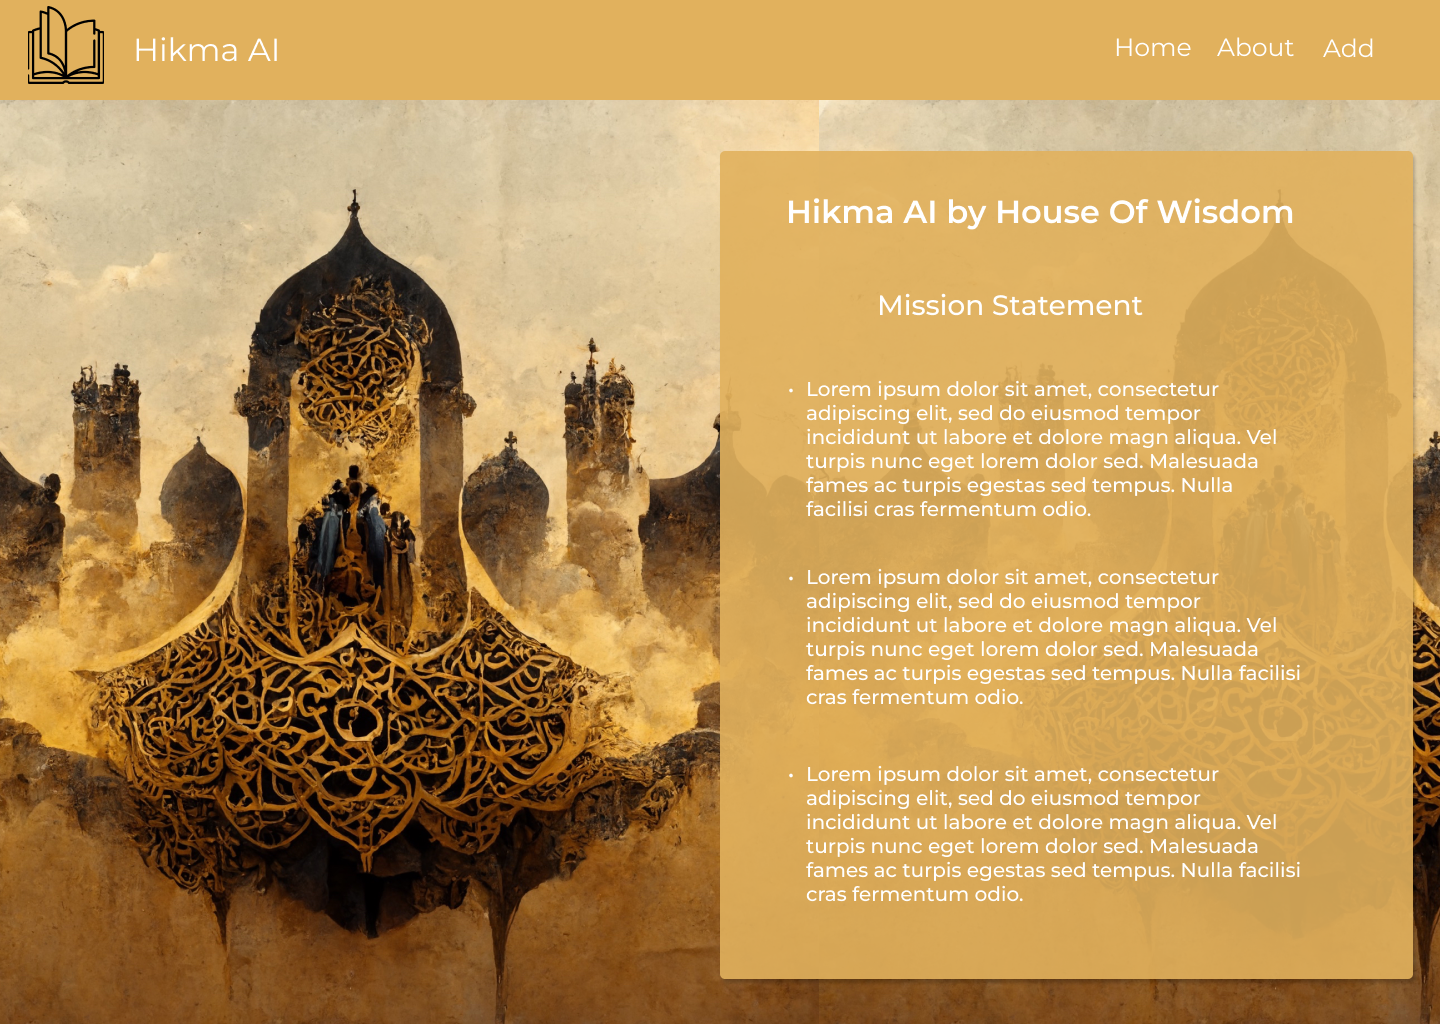 Hikma AI
Home About Add
Hikma AI by House Of Wisdom
Mission Statement
• Lorem ipsum dolor sit amet, consectetur
adipiscing elit, sed do eiusmod tempor
incididunt ut labore et dolore magn aliqua. Vel
turpis nunc eget lorem dolor sed. Malesuada
fames ac turpis egestas sed tempus. Nulla
facilisi cras fermentum odio.
• Lorem ipsum dolor sit amet, consectetur
adipiscing elit, sed do eiusmod tempor
incididunt ut labore et dolore magn aliqua. Vel
turpis nunc eget lorem dolor sed. Malesuada
fames ac turpis egestas sed tempus. Nulla facilisi
cras fermentum odio.
• Lorem ipsum dolor sit amet, consectetur
adipiscing elit, sed do eiusmod tempor
incididunt ut labore et dolore magn aliqua. Vel
turpis nunc eget lorem dolor sed. Malesuada
fames ac turpis egestas sed tempus. Nulla facilisi
cras fermentum odio.